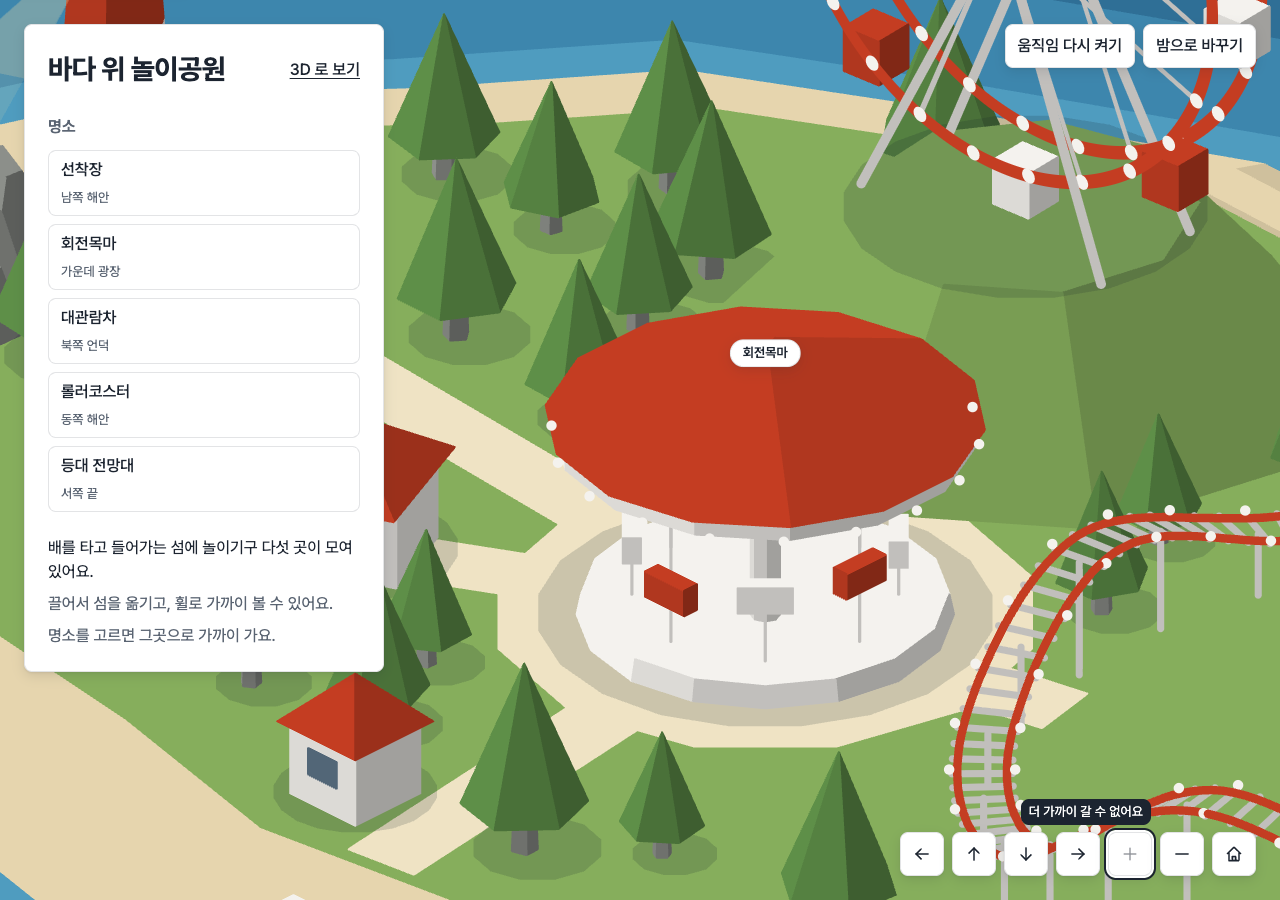 바다 위 놀이공원
3D 로 보기
움직임 다시 켜기
밤으로 바꾸기
명소
선착장
남쪽 해안
회전목마
가운데 광장
대관람차
북쪽 언덕
롤러코스터
동쪽 해안
등대 전망대
서쪽 끝
배를 타고 들어가는 섬에 놀이기구 다섯 곳이 모여
있어요.
끌어서 섬을 옮기고, 휠로 가까이 볼 수 있어요.
명소를 고르면 그곳으로 가까이 가요.
회전목마
더 가까이 갈 수 없어요